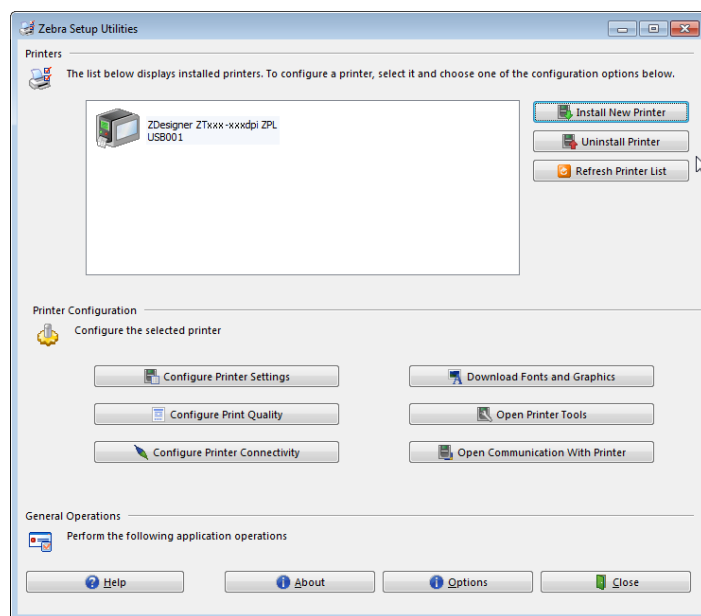 Zebra Setup Utilities
Printers
The list below displays installed printers. To configure a printer, select it and choose one of the configuration options below.
ZDesigner ZTxxx-xxxdpi ZPL
USB001
Install New Printer
Uninstall Printer
Refresh Printer List
Printer Configuration
Configure the selected printer
Configure Printer Settings
Download Fonts and Graphics
Configure Print Quality
Open Printer Tools
Configure Printer Connectivity
Open Communication With Printer
General Operations
Perform the following application operations
Help
About
Options
Close